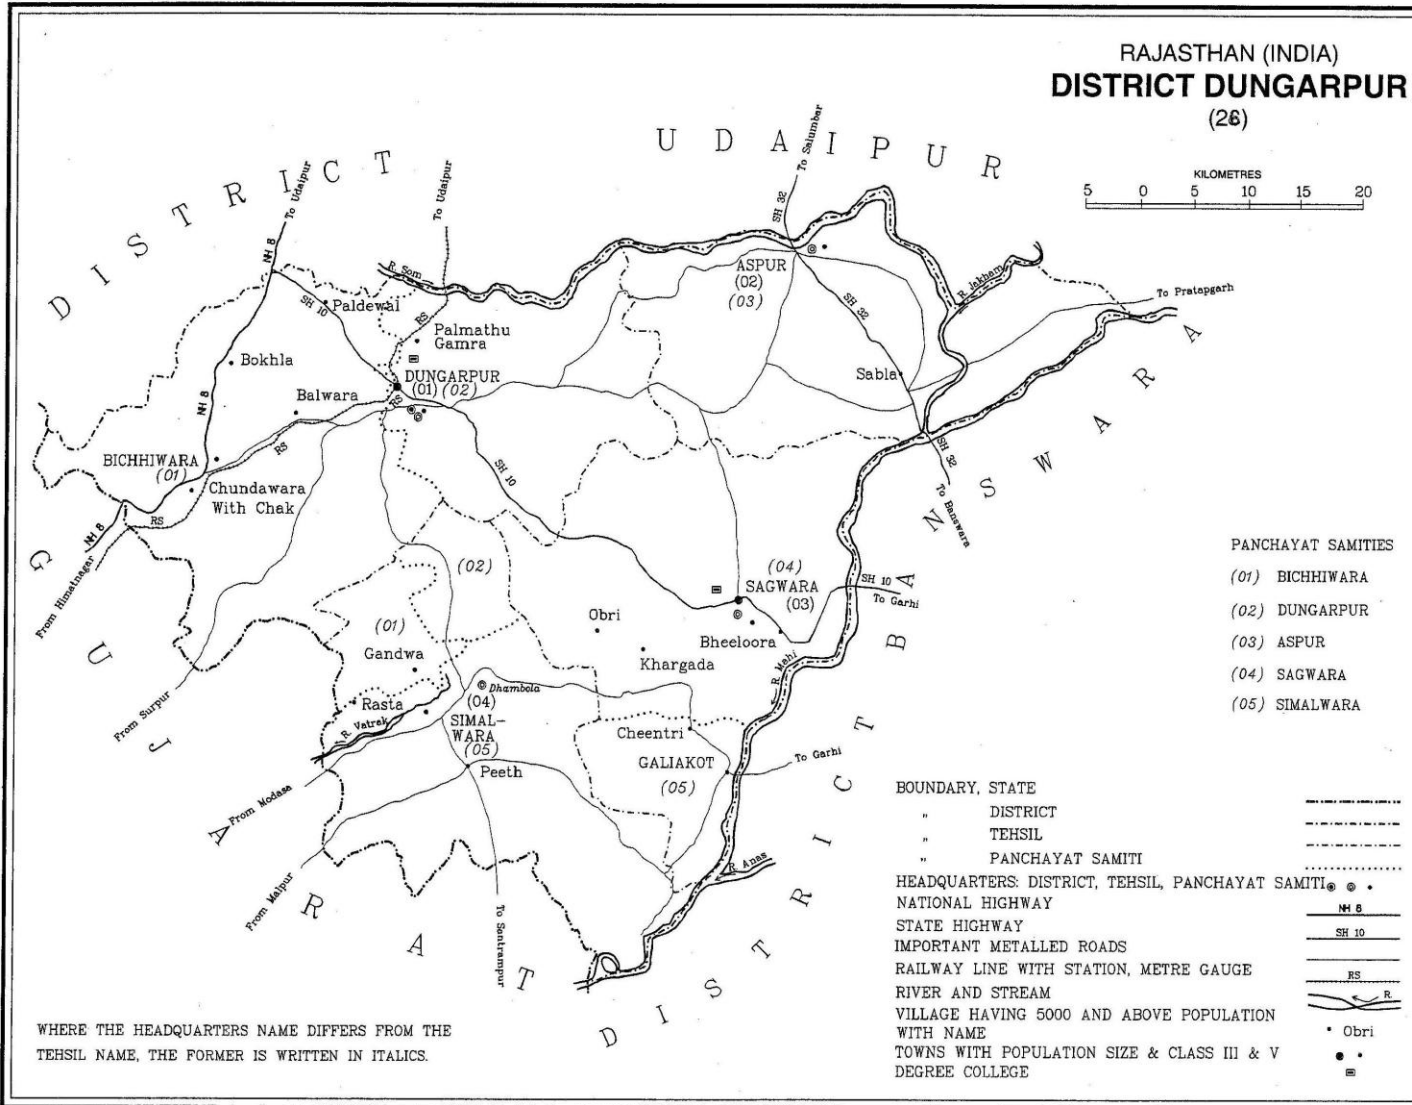 RAJASTHAN (INDIA)
DISTRICT DUNGARPUR
(26)
KILOMETRES
5 0 5 10 15 20
DISTRICT UDAIPUR
To Udaipur
To Udaipur
To Salumber
NH 8
SH 32
R. Som
SH 10
Paldewal
RS
ASPUR
(02)
(03)
SH 32
R. Jakham
To Pratapgarh
Palmathu
Gamra
Bokhla
DUNGARPUR
(01) (02)
RS
Sabla
NH 8
Balwara
RS
BICHHIWARA
(01)
Chundawara
With Chak
SH 10
SH 32
To Banswara
RS
NH 8
From Himatnagar
(02)
(04)
SAGWARA
(03)
SH 10
To Garhi
Obri
Bheeloora
(01)
Gandwa
Khargada
R. Mahi
From Surpur
Dhambola
Rasta
(04)
R. Vatrak
SIMAL-
WARA
(05)
Cheentri
Peeth
GALIAKOT
(05)
To Garhi
From Modasa
From Malpur
To Santrampur
R. Anas
GUJARAT
DISTRICT BANSWARA
PANCHAYAT SAMITIES
(01) BICHHIWARA
(02) DUNGARPUR
(03) ASPUR
(04) SAGWARA
(05) SIMALWARA
BOUNDARY, STATE
" DISTRICT
" TEHSIL
" PANCHAYAT SAMITI
HEADQUARTERS: DISTRICT, TEHSIL, PANCHAYAT SAMITI
NATIONAL HIGHWAY NH 8
STATE HIGHWAY SH 10
IMPORTANT METALLED ROADS
RAILWAY LINE WITH STATION, METRE GAUGE RS
RIVER AND STREAM R.
VILLAGE HAVING 5000 AND ABOVE POPULATION
WITH NAME Obri
TOWNS WITH POPULATION SIZE & CLASS III & V
DEGREE COLLEGE
WHERE THE HEADQUARTERS NAME DIFFERS FROM THE
TEHSIL NAME, THE FORMER IS WRITTEN IN ITALICS.